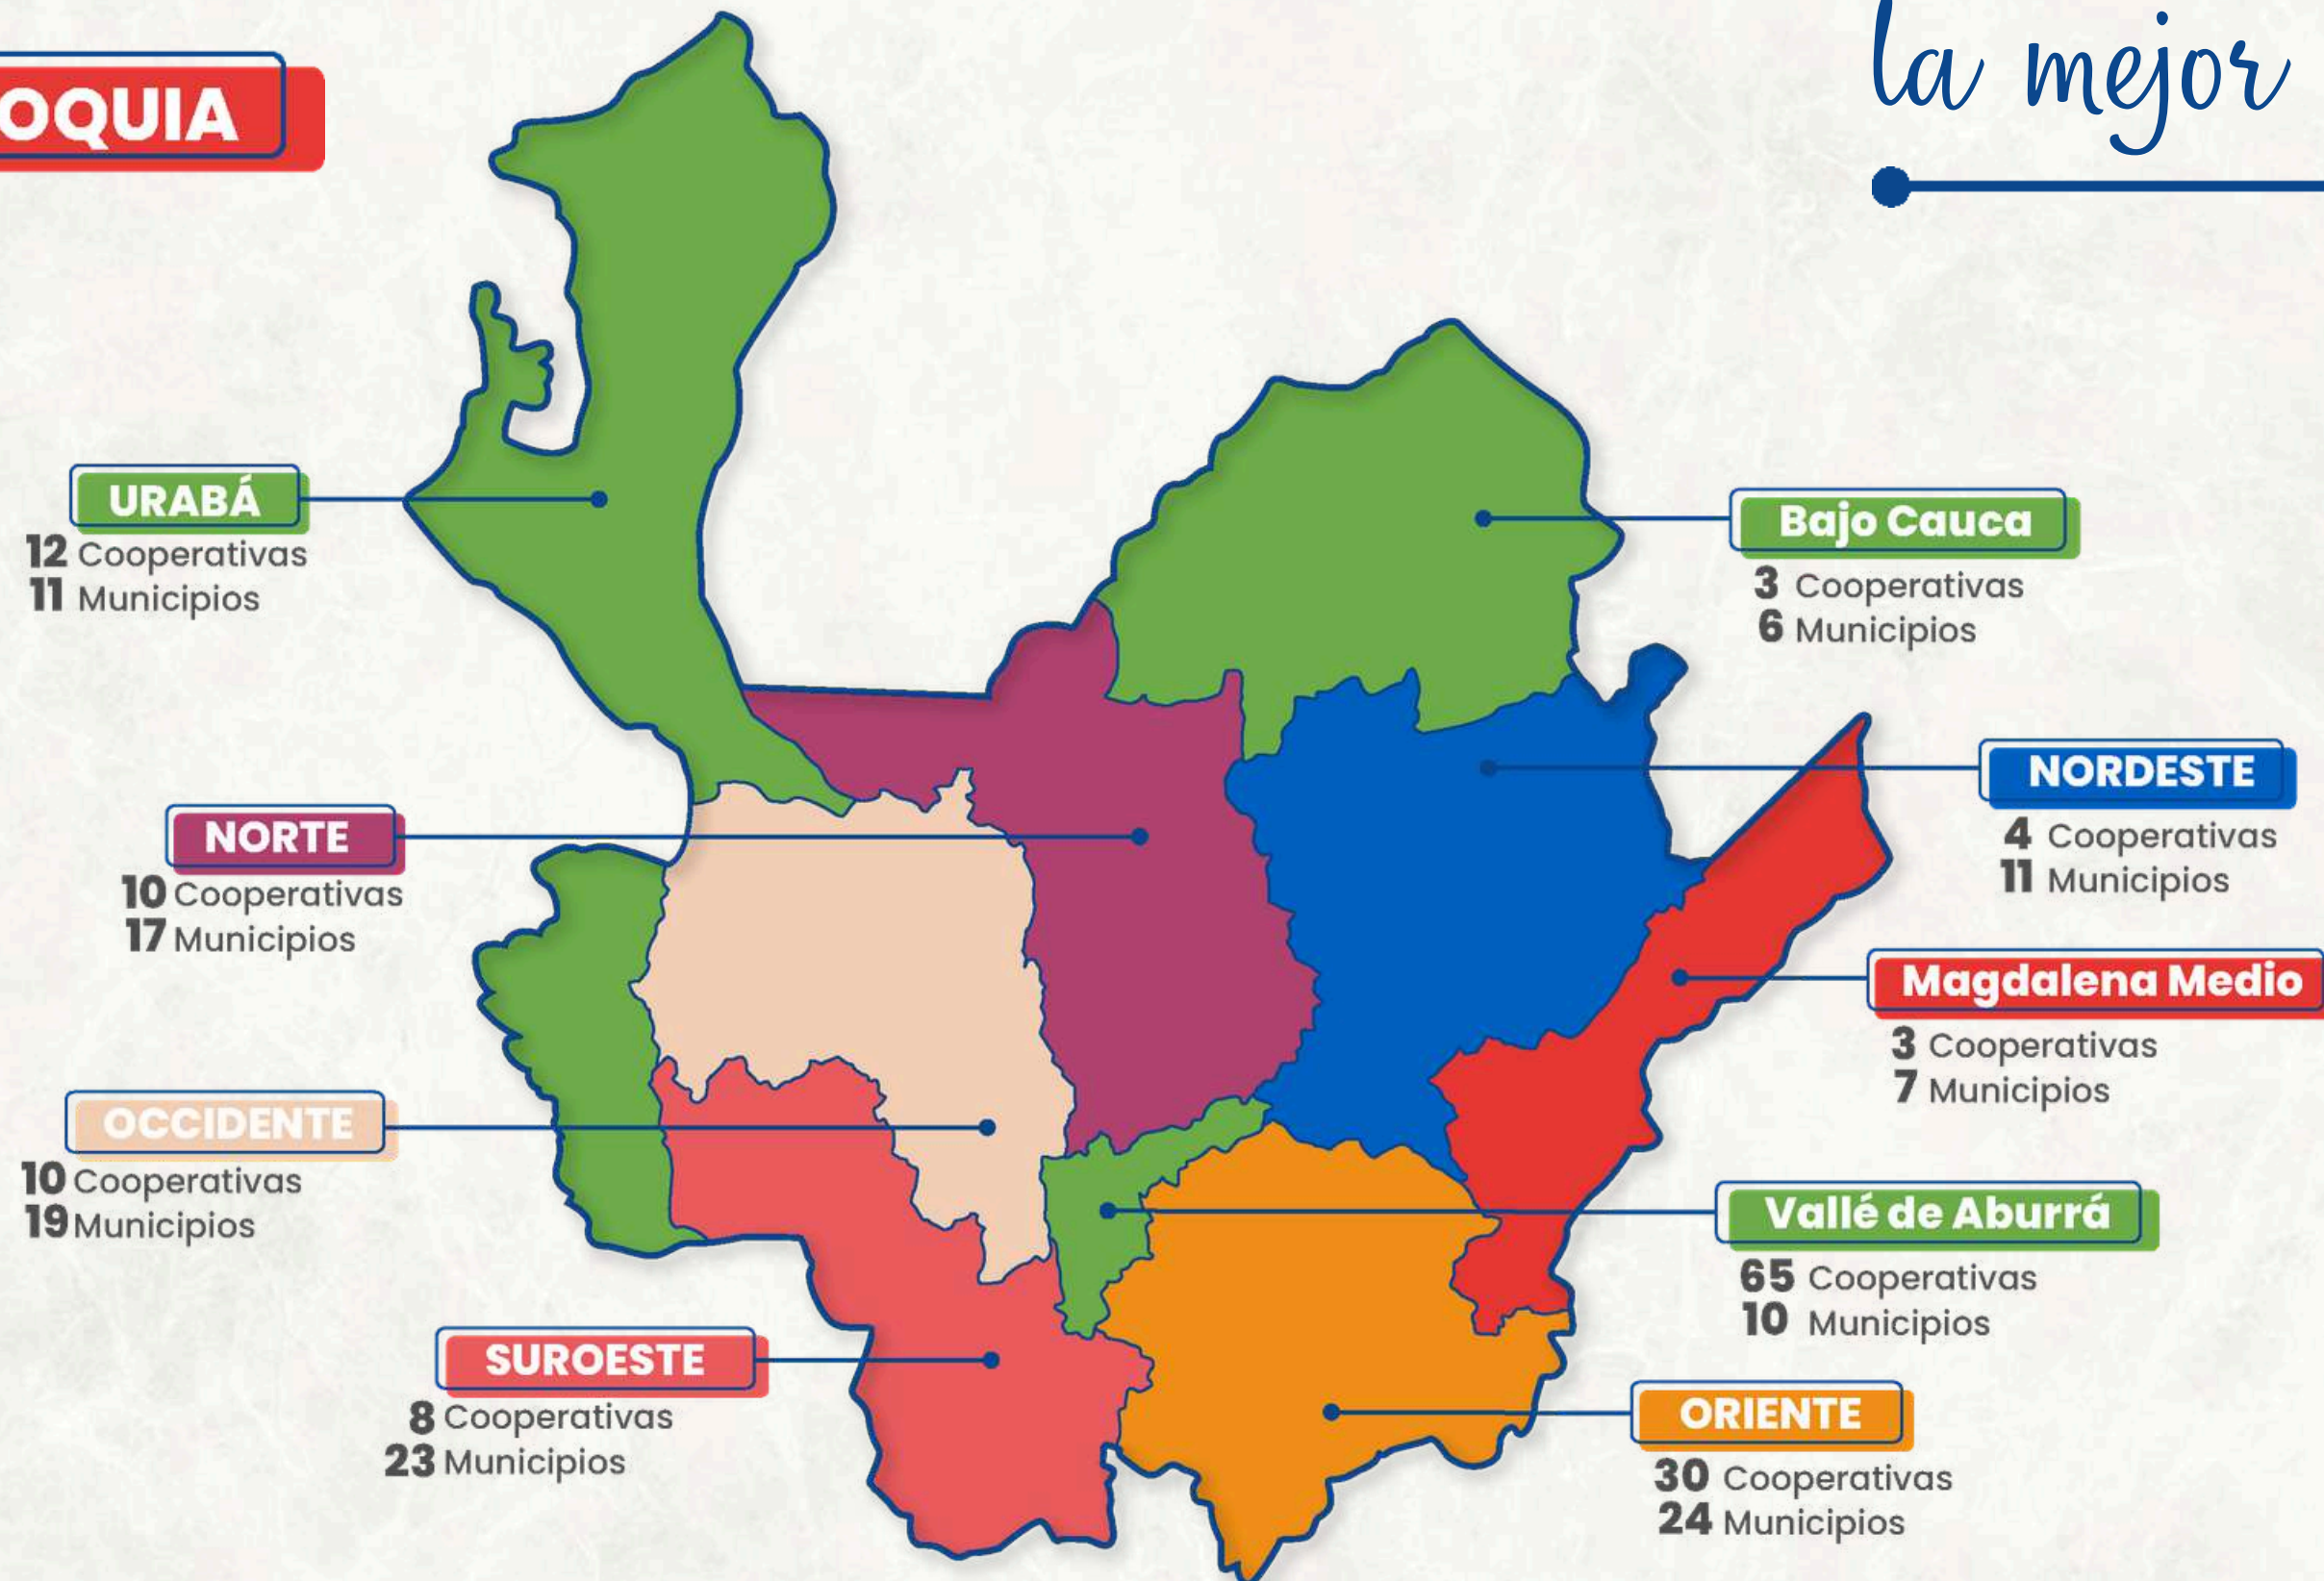 OQUIA
la mejor
URABÁ
12 Cooperativas
11 Municipios
NORTE
10 Cooperativas
17 Municipios
OCCIDENTE
10 Cooperativas
19 Municipios
SUROESTE
8 Cooperativas
23 Municipios
Bajo Cauca
3 Cooperativas
6 Municipios
NORDESTE
4 Cooperativas
11 Municipios
Magdalena Medio
3 Cooperativas
7 Municipios
Vallé de Aburrá
65 Cooperativas
10 Municipios
ORIENTE
30 Cooperativas
24 Municipios